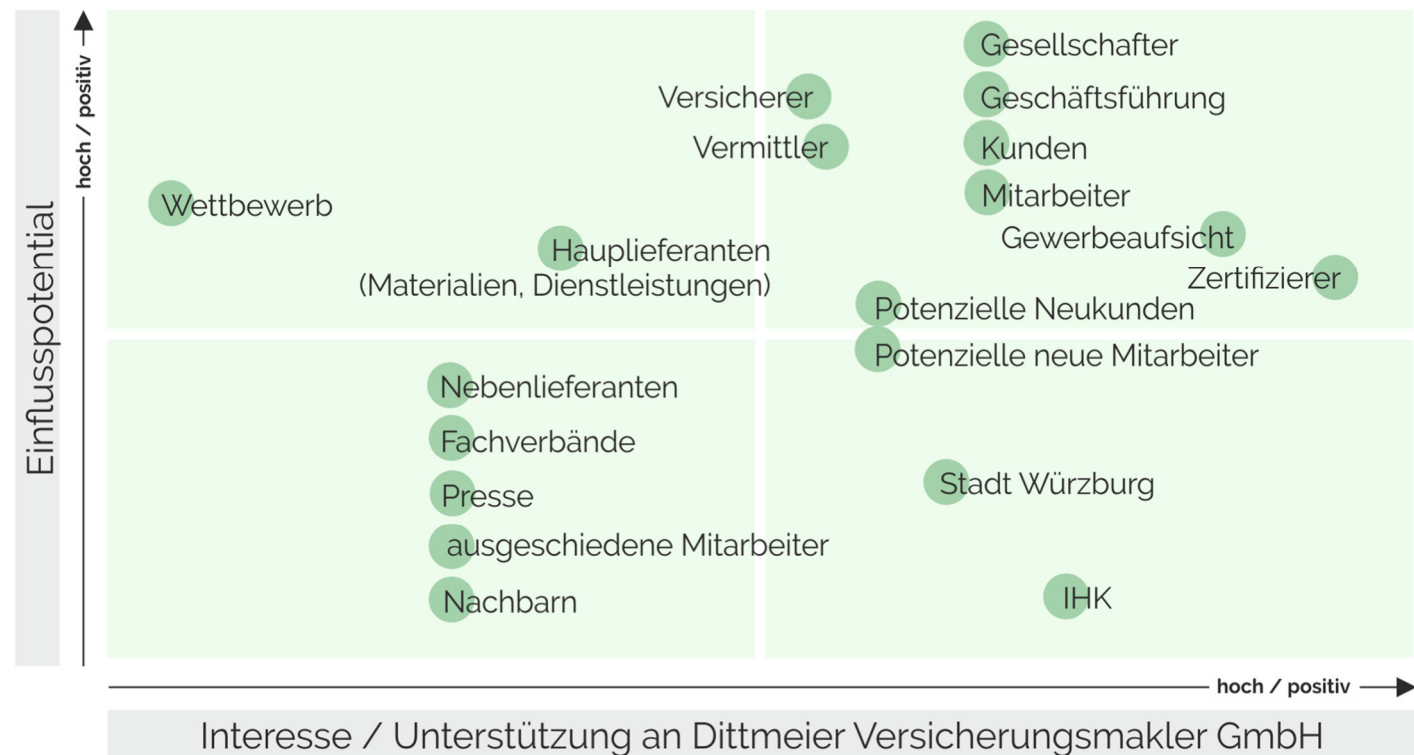 hoch / positiv
Einflusspotential
Gesellschafter
Versicherer
Geschäftsführung
Vermittler
Kunden
Mitarbeiter
Wettbewerb
Gewerbeaufsicht
Hauplieferanten
(Materialien, Dienstleistungen)
Zertifizierer
Potenzielle Neukunden
Potenzielle neue Mitarbeiter
Nebenlieferanten
Fachverbände
Presse
Stadt Würzburg
ausgeschiedene Mitarbeiter
Nachbarn
IHK
hoch / positiv
Interesse / Unterstützung an Dittmeier Versicherungsmakler GmbH